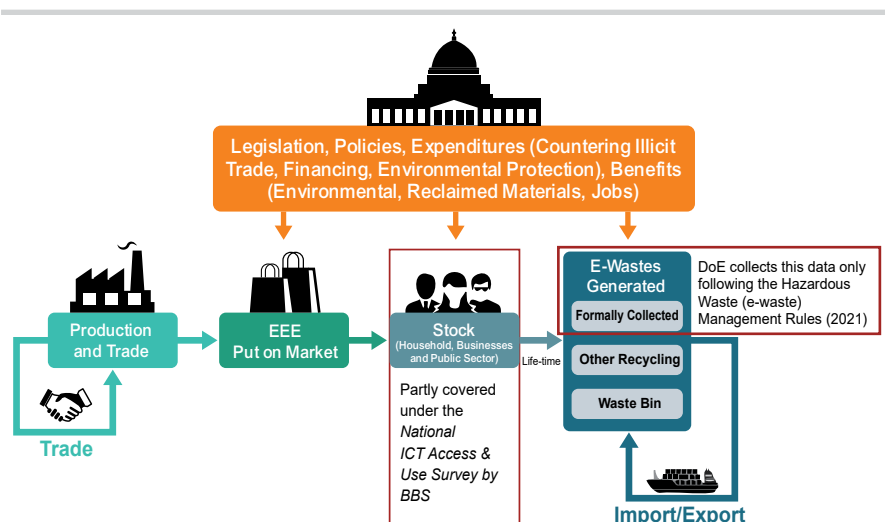 Legislation, Policies, Expenditures (Countering Illicit
Trade, Financing, Environmental Protection), Benefits
(Environmental, Reclaimed Materials, Jobs)
Production
and Trade
Trade
EEE
Put on Market
Stock
(Household, Businesses
and Public Sector)
Partly covered
under the
National
ICT Access &
Use Survey by
BBS
Life-time
E-Wastes
Generated
Formally Collected
Other Recycling
Waste Bin
DoE collects this data only
following the Hazardous
Waste (e-waste)
Management Rules (2021)
Import/Export